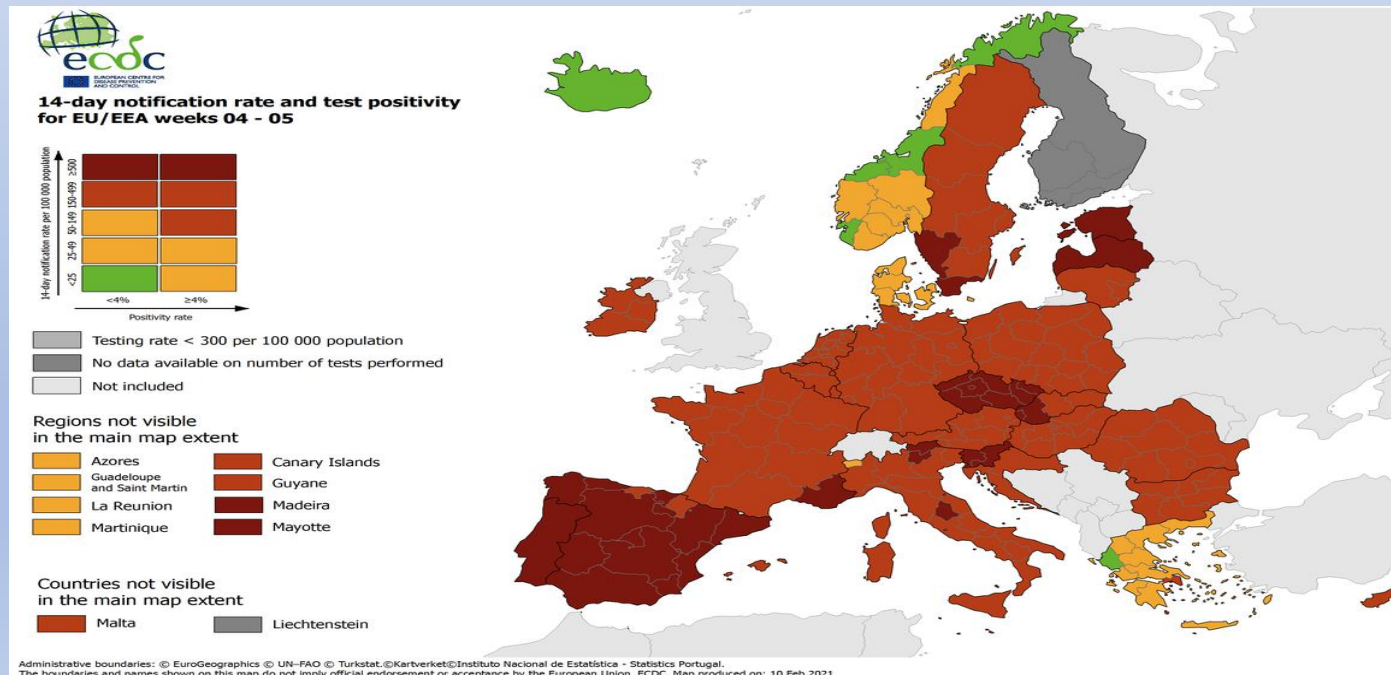 ecdc
EUROPEAN CENTRE FOR
DISEASE PREVENTION
AND CONTROL
14-day notification rate and test positivity
for EU/EEA weeks 04 - 05
14-day notification rate per 100 000 population
≥500
150-499
50-149
25-49
<25
<4%
≥4%
Positivity rate
Testing rate < 300 per 100 000 population
No data available on number of tests performed
Not included
Regions not visible
in the main map extent
Azores
Guadeloupe
and Saint Martin
La Reunion
Martinique
Canary Islands
Guyane
Madeira
Mayotte
Countries not visible
in the main map extent
Malta
Liechtenstein
Administrative boundaries: © EuroGeographics © UN–FAO © Turkstat.©Kartverket©Instituto Nacional de Estatística - Statistics Portugal.
The boundaries and names shown on this map do not imply official endorsement or acceptance by the European Union. ECDC. Map produced on: 10 Feb 2021